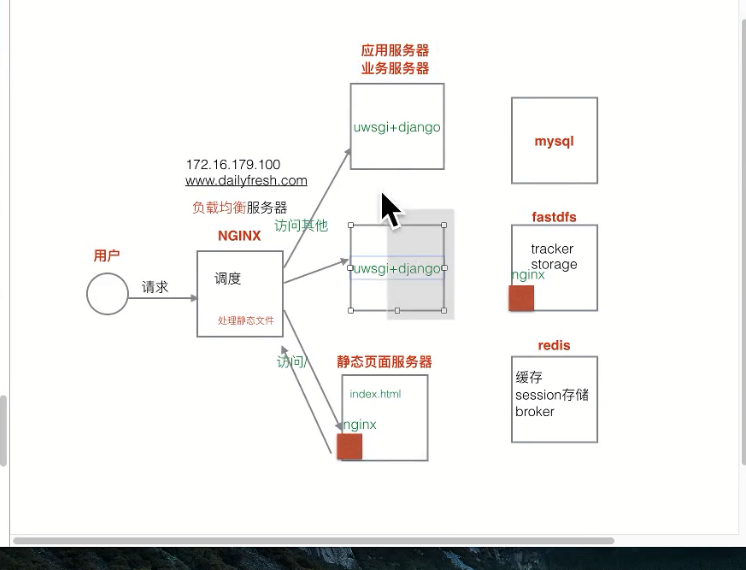 应用服务器
业务服务器
uwsgi+django
mysql
172.16.179.100
www.dailyfresh.com
负载均衡服务器
访问其他
NGINX
用户
请求
调度
处理静态文件
uwsgi+django
fastdfs
tracker
storage
nginx
访问/
静态页面服务器
index.html
nginx
redis
缓存
session存储
broker